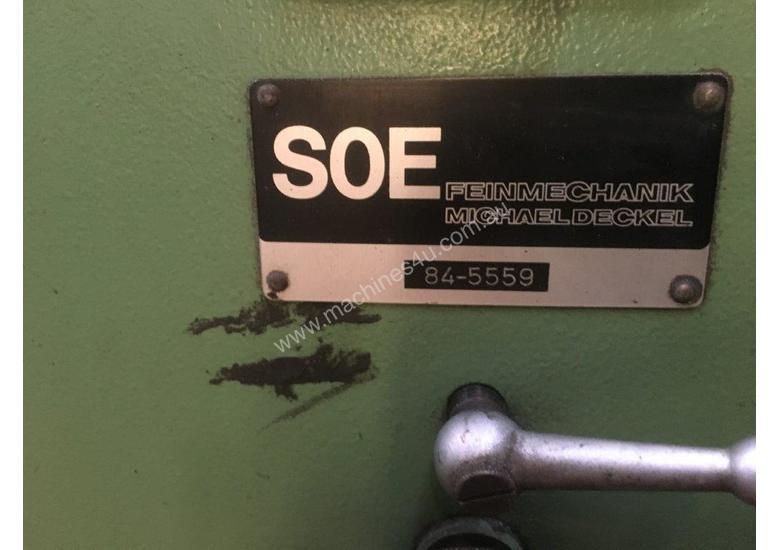 SOE
FEINMECHANIK
MICHAEL DECKEL
84-5559
www.machines4u.com.au